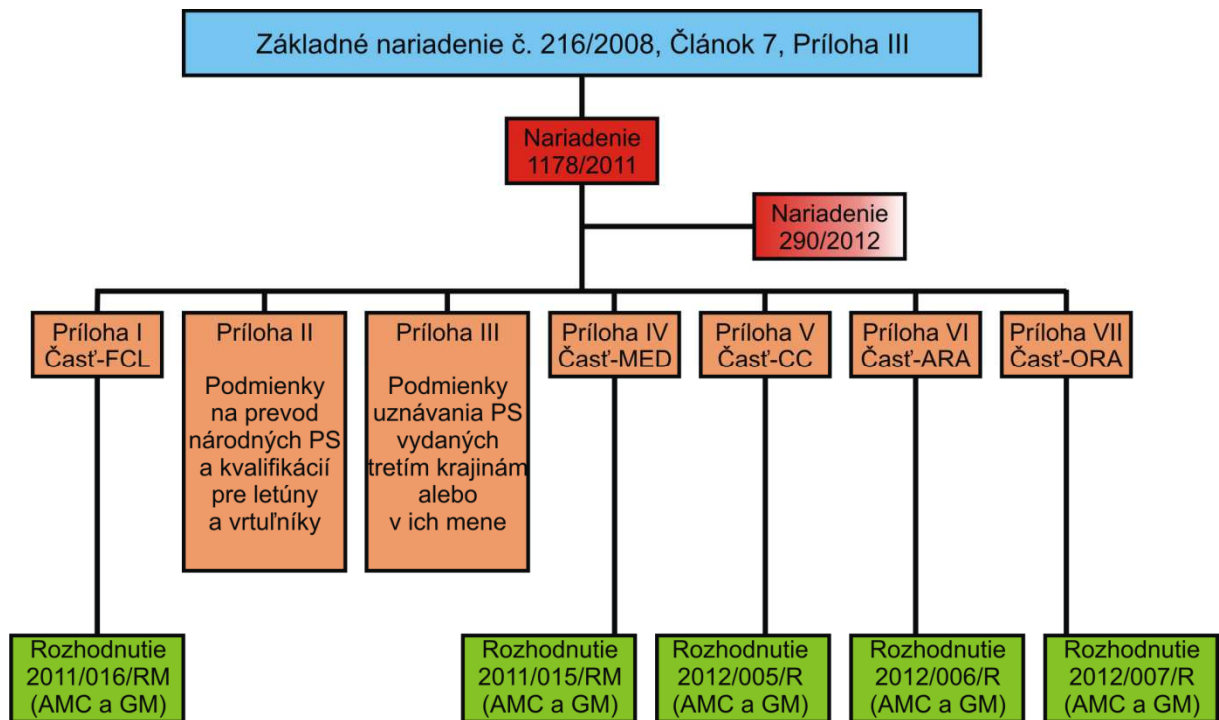 Základné nariadenie č. 216/2008, Článok 7, Príloha III
Nariadenie
1178/2011
Nariadenie
290/2012
Príloha I
Časť-FCL
Príloha II
Podmienky
na prevod
národných PS
a kvalifikácií
pre letúny
a vrtuľníky
Príloha III
Podmienky
uznávania PS
vydaných
tretím krajinám
alebo
v ich mene
Príloha IV
Časť-MED
Príloha V
Časť-CC
Príloha VI
Časť-ARA
Príloha VII
Časť-ORA
Rozhodnutie
2011/016/RM
(AMC a GM)
Rozhodnutie
2011/015/RM
(AMC a GM)
Rozhodnutie
2012/005/R
(AMC a GM)
Rozhodnutie
2012/006/R
(AMC a GM)
Rozhodnutie
2012/007/R
(AMC a GM)